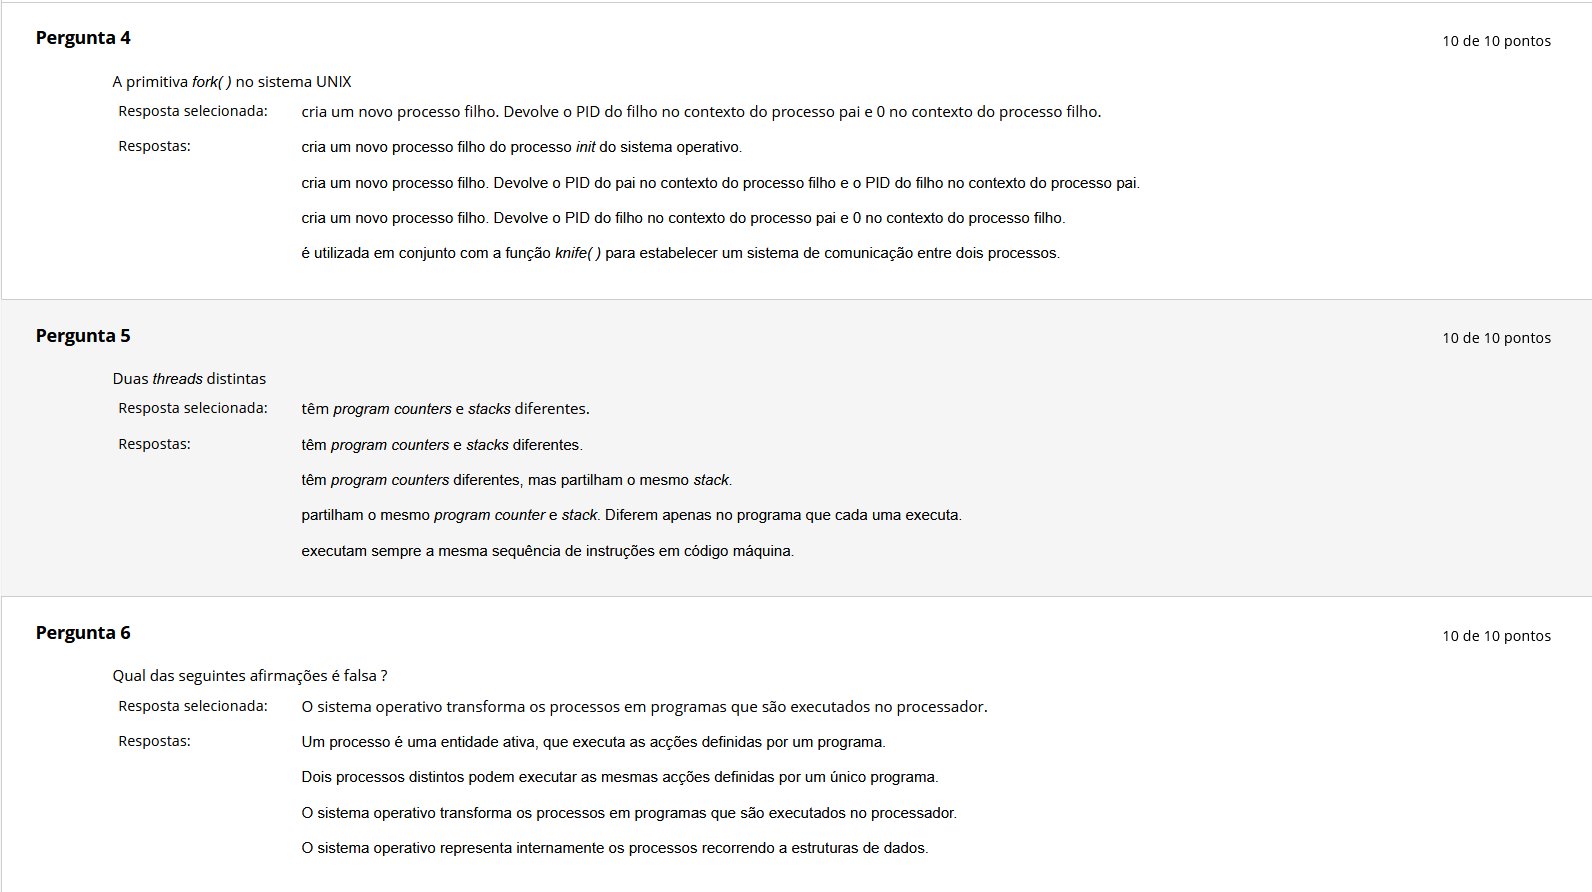 Pergunta 4
10 de 10 pontos
A primitiva fork( ) no sistema UNIX
Resposta selecionada: cria um novo processo filho. Devolve o PID do filho no contexto do processo pai e 0 no contexto do processo filho.
Respostas: cria um novo processo filho do processo init do sistema operativo.
cria um novo processo filho. Devolve o PID do pai no contexto do processo filho e o PID do filho no contexto do processo pai.
cria um novo processo filho. Devolve o PID do filho no contexto do processo pai e 0 no contexto do processo filho.
é utilizada em conjunto com a função knife( ) para estabelecer um sistema de comunicação entre dois processos.
Pergunta 5
10 de 10 pontos
Duas threads distintas
Resposta selecionada: têm program counters e stacks diferentes.
Respostas: têm program counters e stacks diferentes.
têm program counters diferentes, mas partilham o mesmo stack.
partilham o mesmo program counter e stack. Diferem apenas no programa que cada uma executa.
executam sempre a mesma sequência de instruções em código máquina.
Pergunta 6
10 de 10 pontos
Qual das seguintes afirmações é falsa ?
Resposta selecionada: O sistema operativo transforma os processos em programas que são executados no processador.
Respostas: Um processo é uma entidade ativa, que executa as acções definidas por um programa.
Dois processos distintos podem executar as mesmas acções definidas por um único programa.
O sistema operativo transforma os processos em programas que são executados no processador.
O sistema operativo representa internamente os processos recorrendo a estruturas de dados.